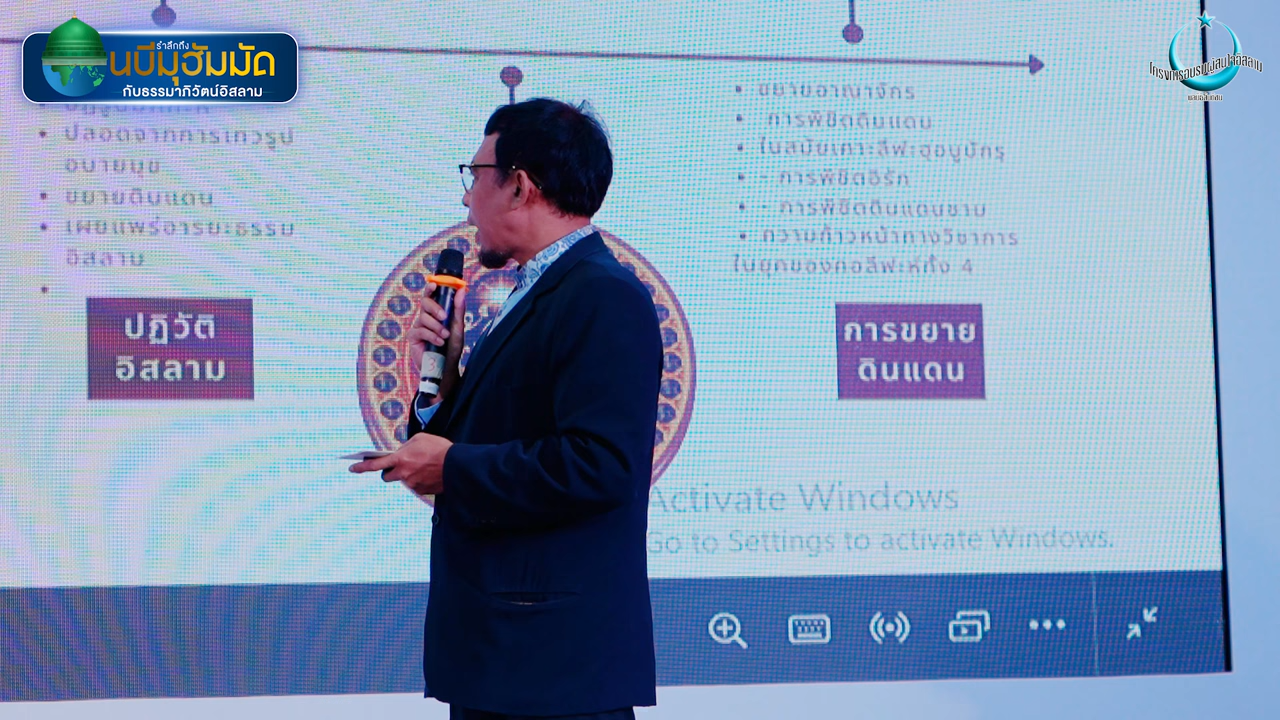 รำลึกถึง
นบีมุฮัมมัด
กับธรรมาภิวัตน์อิสลาม
ปลอดจากการเทวรูป
อบายมุข
ขยายดินแดน
เผยแพร่อารยะธรรม
อิสลาม
ปฏิวัติ
อิสลาม
ขยายอาณาจักร
การพิชิตดินแดน
ในสมัยเคาะลีฟะฮฺอบูบักรฺ
- การพิชิตอิรัก
- การพิชิตดินแดนชาม
ความก้าวหน้าทางวิชาการ
ในยุคของคอลีฟะห์ทั้ง 4
การขยาย
ดินแดน
Activate Windows
Go to Settings to activate Windows.